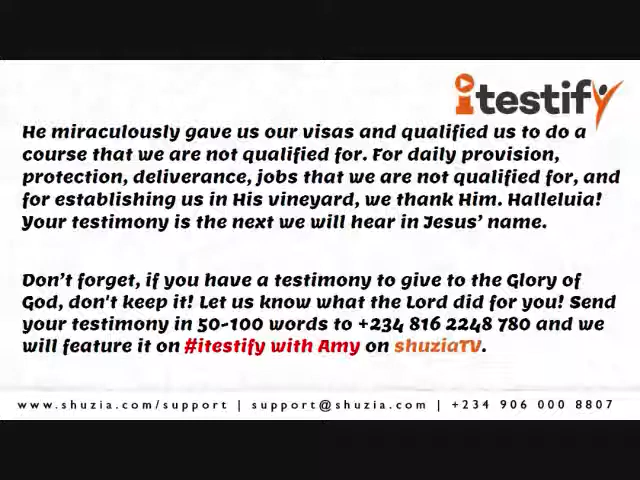 itestify
He miraculously gave us our visas and qualified us to do a
course that we are not qualified for. For daily provision,
protection, deliverance, jobs that we are not qualified for, and
for establishing us in His vineyard, we thank Him. Halleluia!
Your testimony is the next we will hear in Jesus’ name.
Don’t forget, if you have a testimony to give to the Glory of
God, don't keep it! Let us know what the Lord did for you! Send
your testimony in 50-100 words to +234 816 2248 780 and we
will feature it on #itestify with Amy on shuziaTV.
www.shuzia.com/support | support@shuzia.com | +234 906 000 8807